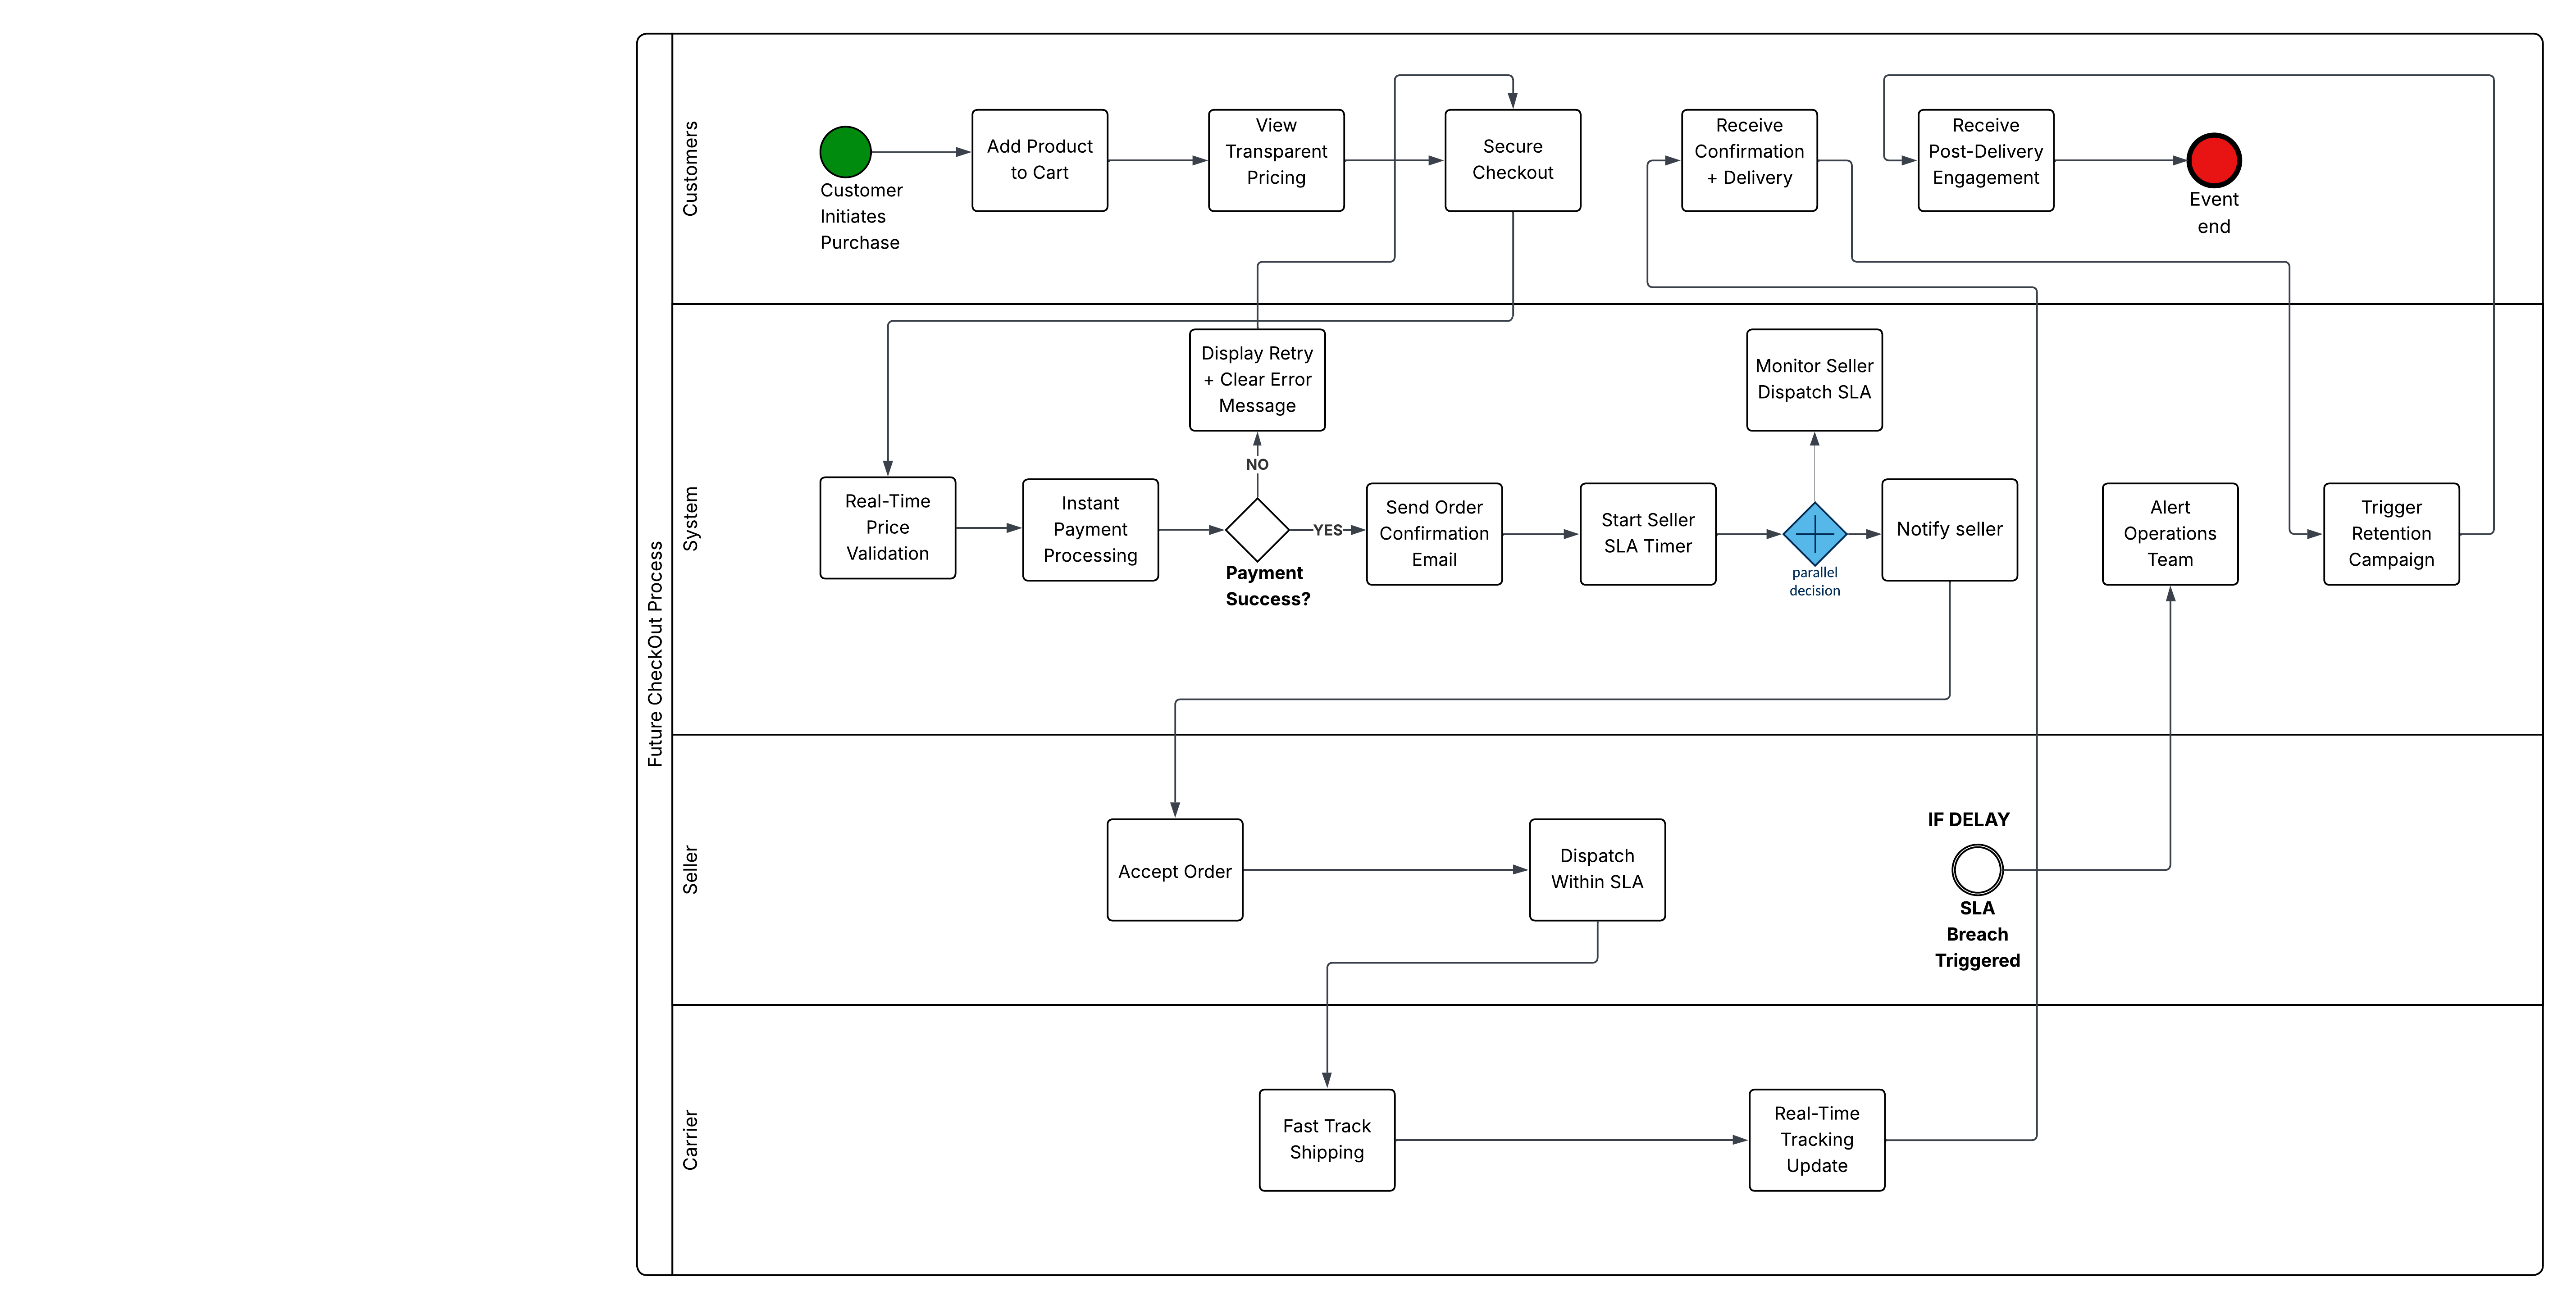 Future CheckOut Process
Customers
Customer
Initiates
Purchase
Add Product
to Cart
View
Transparent
Pricing
Secure
Checkout
Receive
Confirmation
+ Delivery
Receive
Post-Delivery
Engagement
Event
end
System
Display Retry
+ Clear Error
Message
Monitor Seller
Dispatch SLA
NO
Real-Time
Price
Validation
Instant
Payment
Processing
Payment
Success?
YES
Send Order
Confirmation
Email
Start Seller
SLA Timer
parallel
decision
Notify seller
Alert
Operations
Team
Trigger
Retention
Campaign
Seller
Accept Order
Dispatch
Within SLA
IF DELAY
SLA
Breach
Triggered
Carrier
Fast Track
Shipping
Real-Time
Tracking
Update